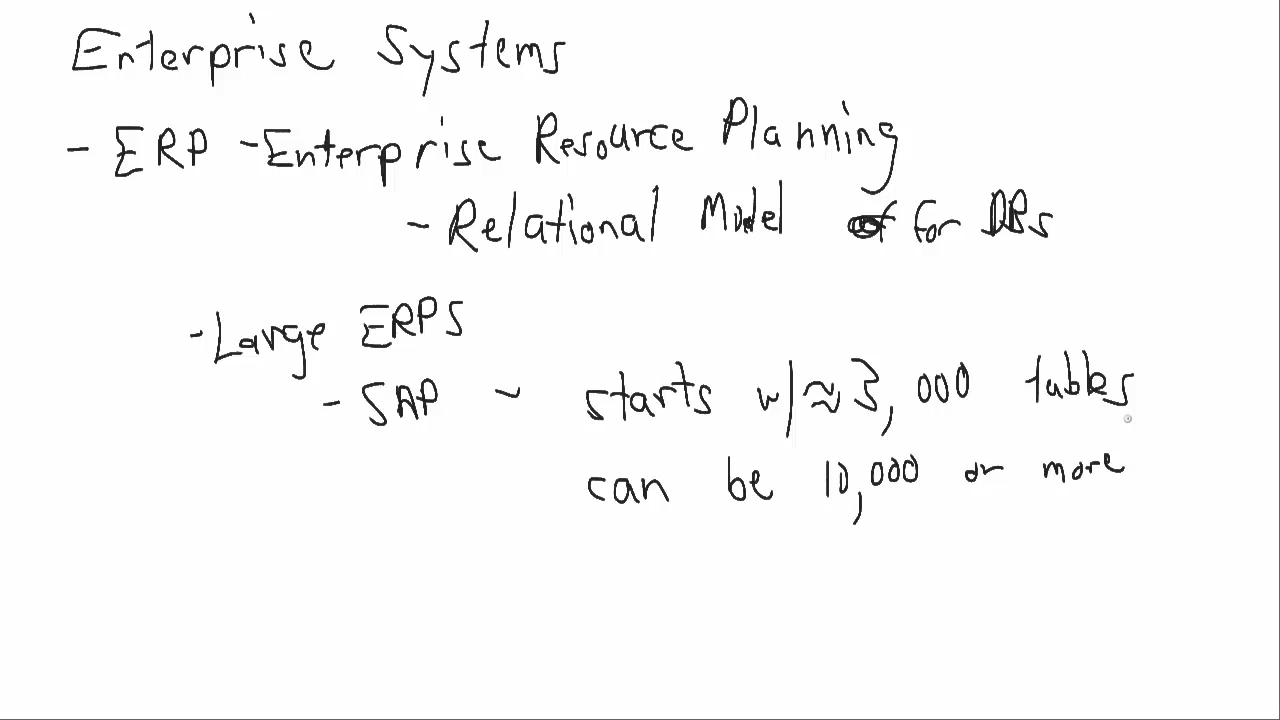 Enterprise Systems
- ERP - Enterprise Resource Planning
- Relational Model for DBs
- Large ERPS
- SAP ~ starts w/≈3,000 tables
can be 10,000 or more